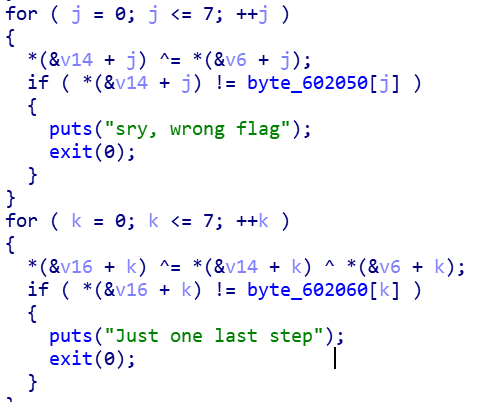 for ( j = 0; j <= 7; ++j )
{
  *(&v14 + j) ^= *(&v6 + j);
  if ( *(&v14 + j) != byte_602050[j] )
  {
    puts("sry, wrong flag");
    exit(0);
  }
}
for ( k = 0; k <= 7; ++k )
{
  *(&v16 + k) ^= *(&v14 + k) ^ *(&v6 + k);
  if ( *(&v16 + k) != byte_602060[k] )
  {
    puts("Just one last step");
    exit(0);
  }